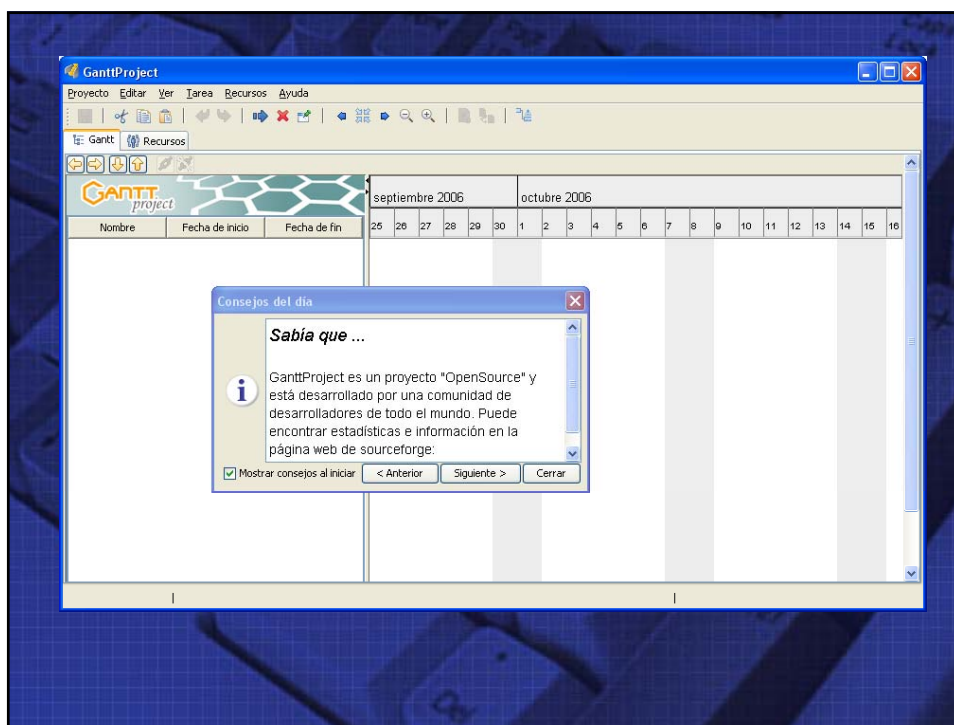 GanttProject
Proyecto Editar Ver Tarea Recursos Ayuda
Gantt Recursos
GANTT project
septiembre 2006 octubre 2006
Nombre Fecha de inicio Fecha de fin
25 26 27 28 29 30 1 2 3 4 5 6 7 8 9 10 11 12 13 14 15 16
Consejos del día
Sabía que ...
GanttProject es un proyecto "OpenSource" y
está desarrollado por una comunidad de
desarrolladores de todo el mundo. Puede
encontrar estadísticas e información en la
página web de sourceforge:
Mostrar consejos al iniciar < Anterior Siguiente > Cerrar